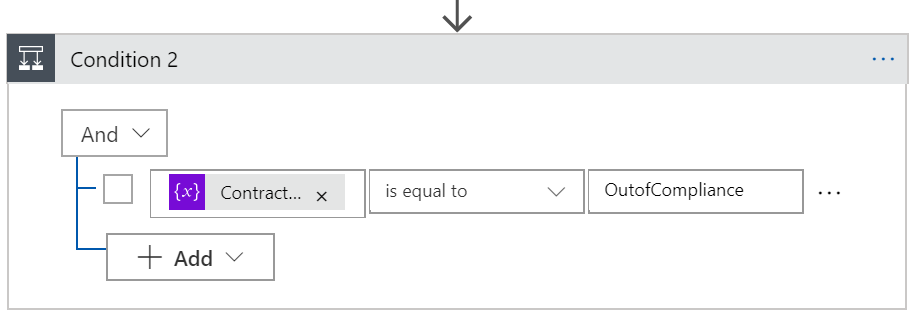 Condition 2
...
And
{x} Contract... × is equal to OutofCompliance ...
+ Add